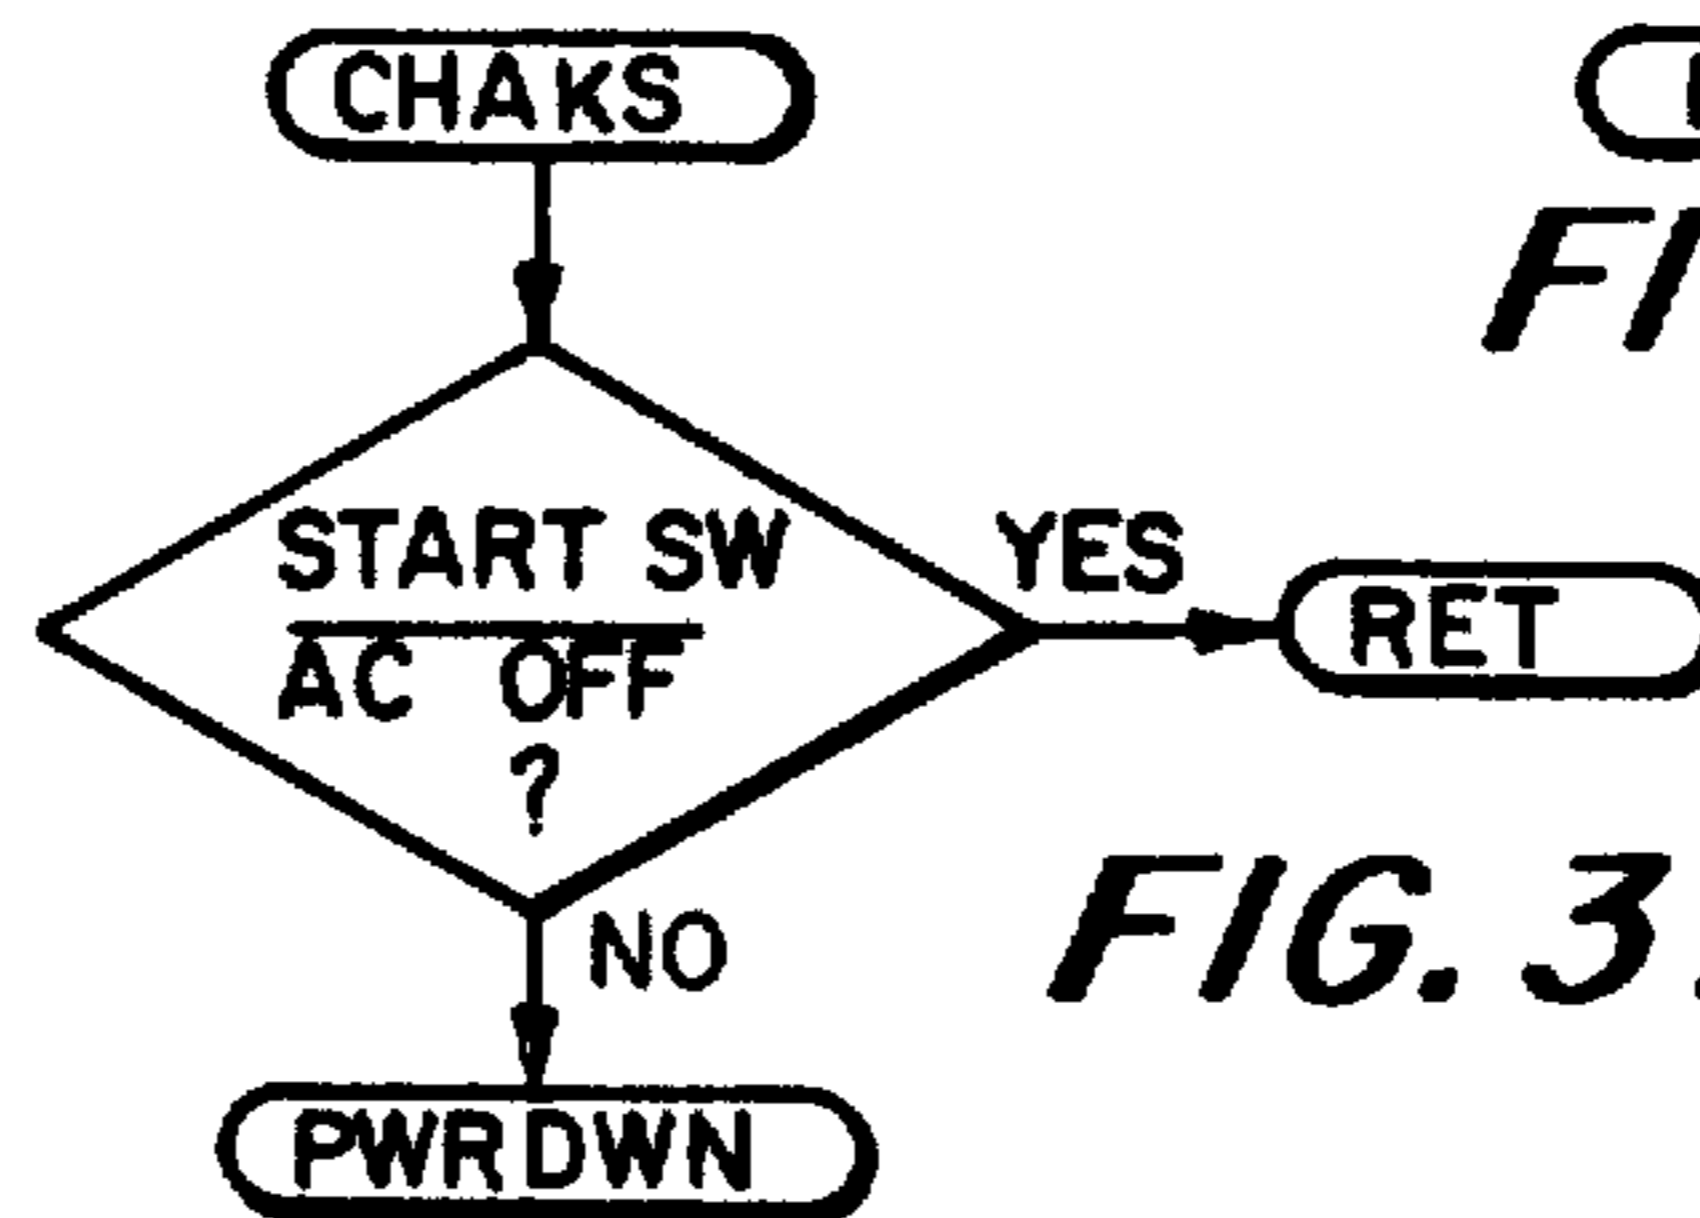 CHAKS
START SW
AC OFF
?
YES
RET
NO
FIG. 3
PWRDWN